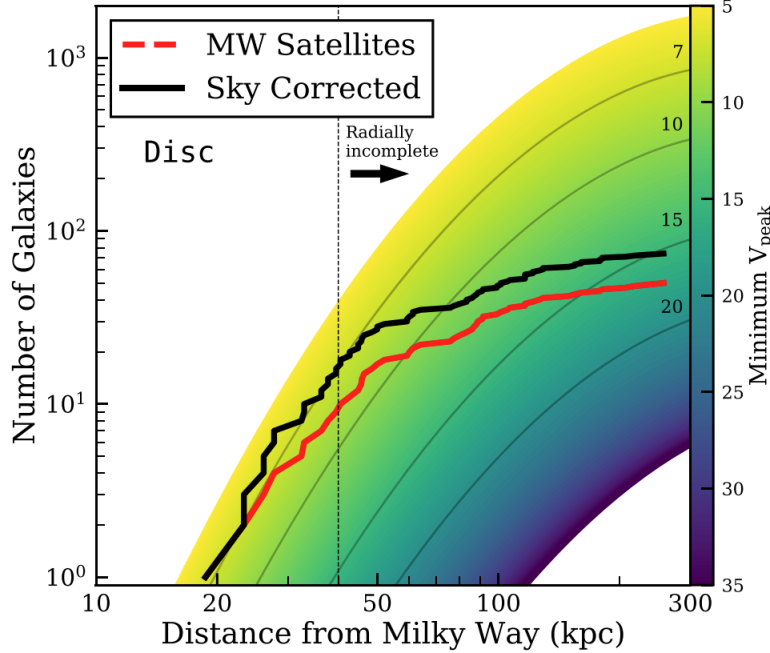 MW Satellites
Sky Corrected
Disc
Radially
incomplete
7
10
15
20
Number of Galaxies
10³
10²
10¹
10⁰
10
20
50
100
300
Distance from Milky Way (kpc)
5
10
15
20
25
30
35
Minimum V_peak